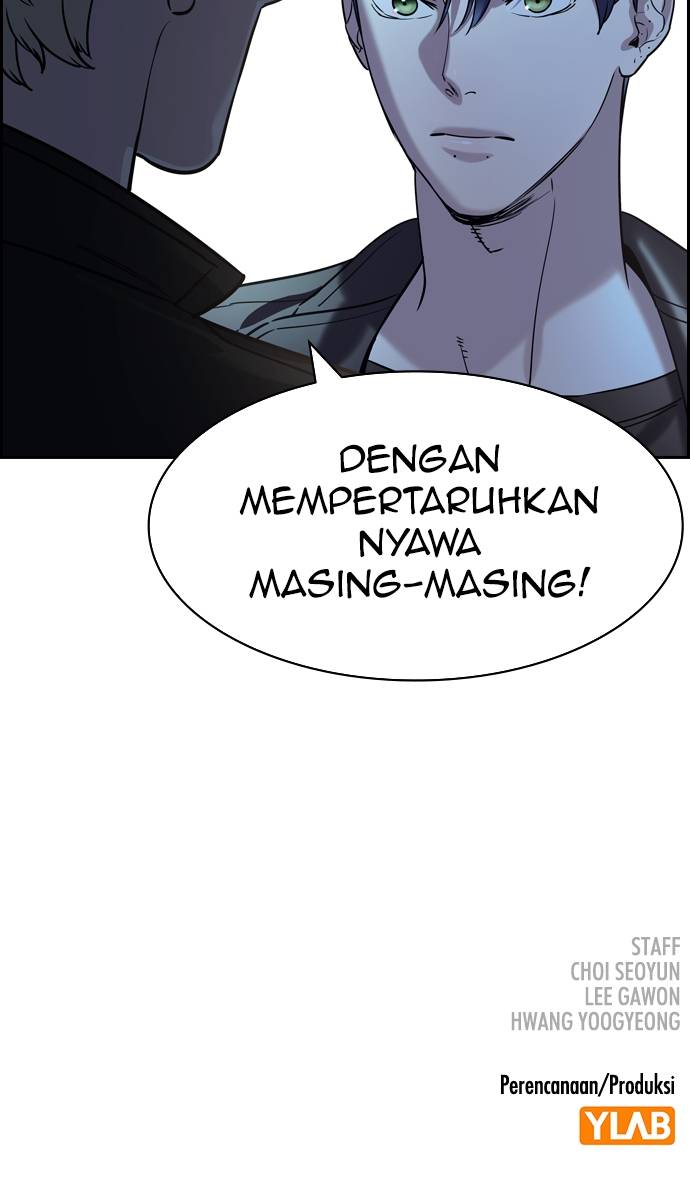 DENGAN
MEMPERTARUHKAN
NYAWA
MASING-MASING!
STAFF
CHOI SEOYUN
LEE GAWON
HWANG YOOGYEONG
Perencanaan/Produksi
YLAB